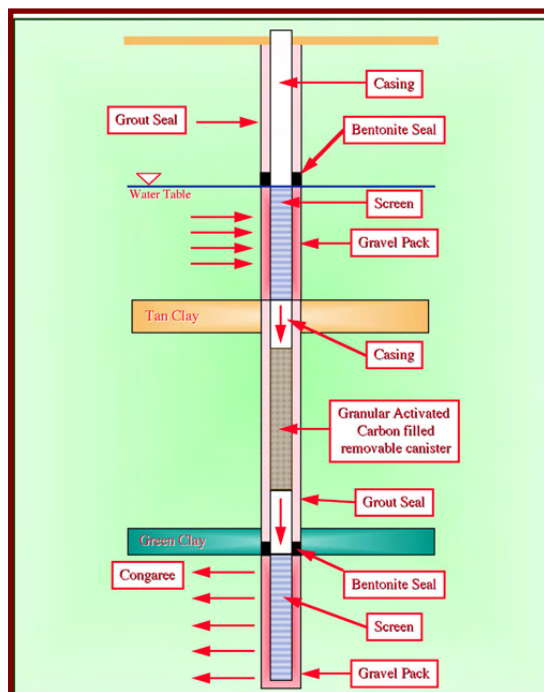 Casing
Grout Seal
Bentonite Seal
Water Table
Screen
Gravel Pack
Tan Clay
Casing
Granular Activated
Carbon filled
removable canister
Grout Seal
Green Clay
Congaree
Bentonite Seal
Screen
Gravel Pack